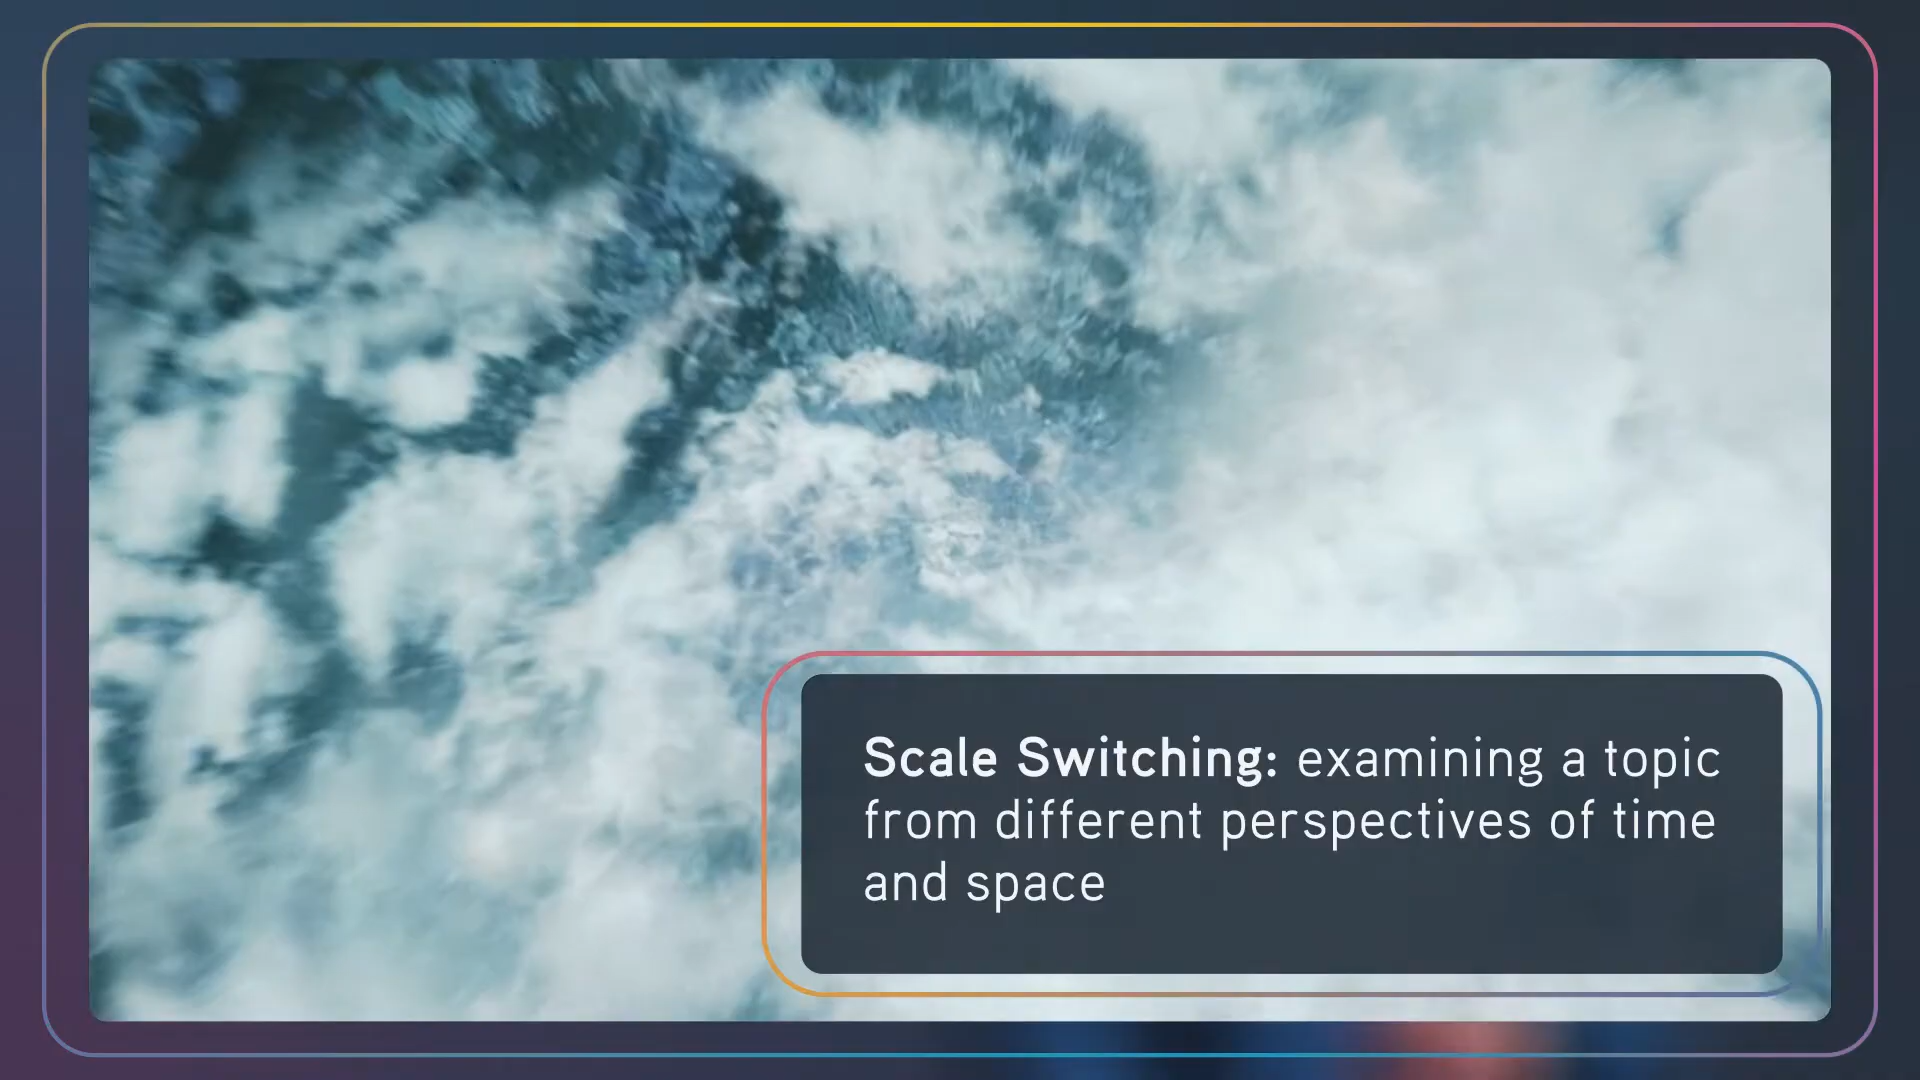 Scale Switching: examining a topic
from different perspectives of time
and space